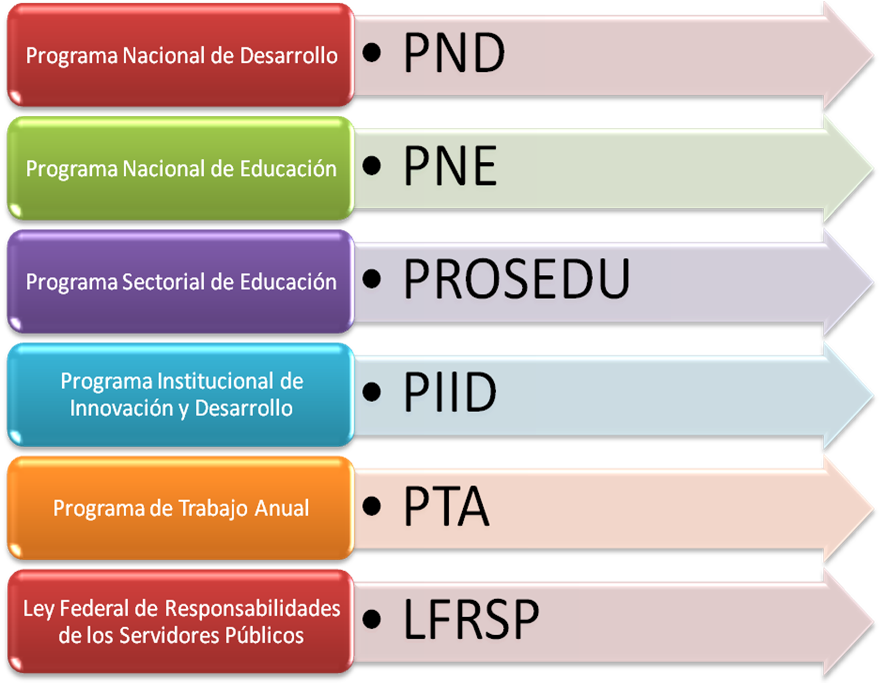 Programa Nacional de Desarrollo
• PND
Programa Nacional de Educación
• PNE
Programa Sectorial de Educación
• PROSEDU
Programa Institucional de
Innovación y Desarrollo
• PIID
Programa de Trabajo Anual
• PTA
Ley Federal de Responsabilidades
de los Servidores Públicos
• LFRSP